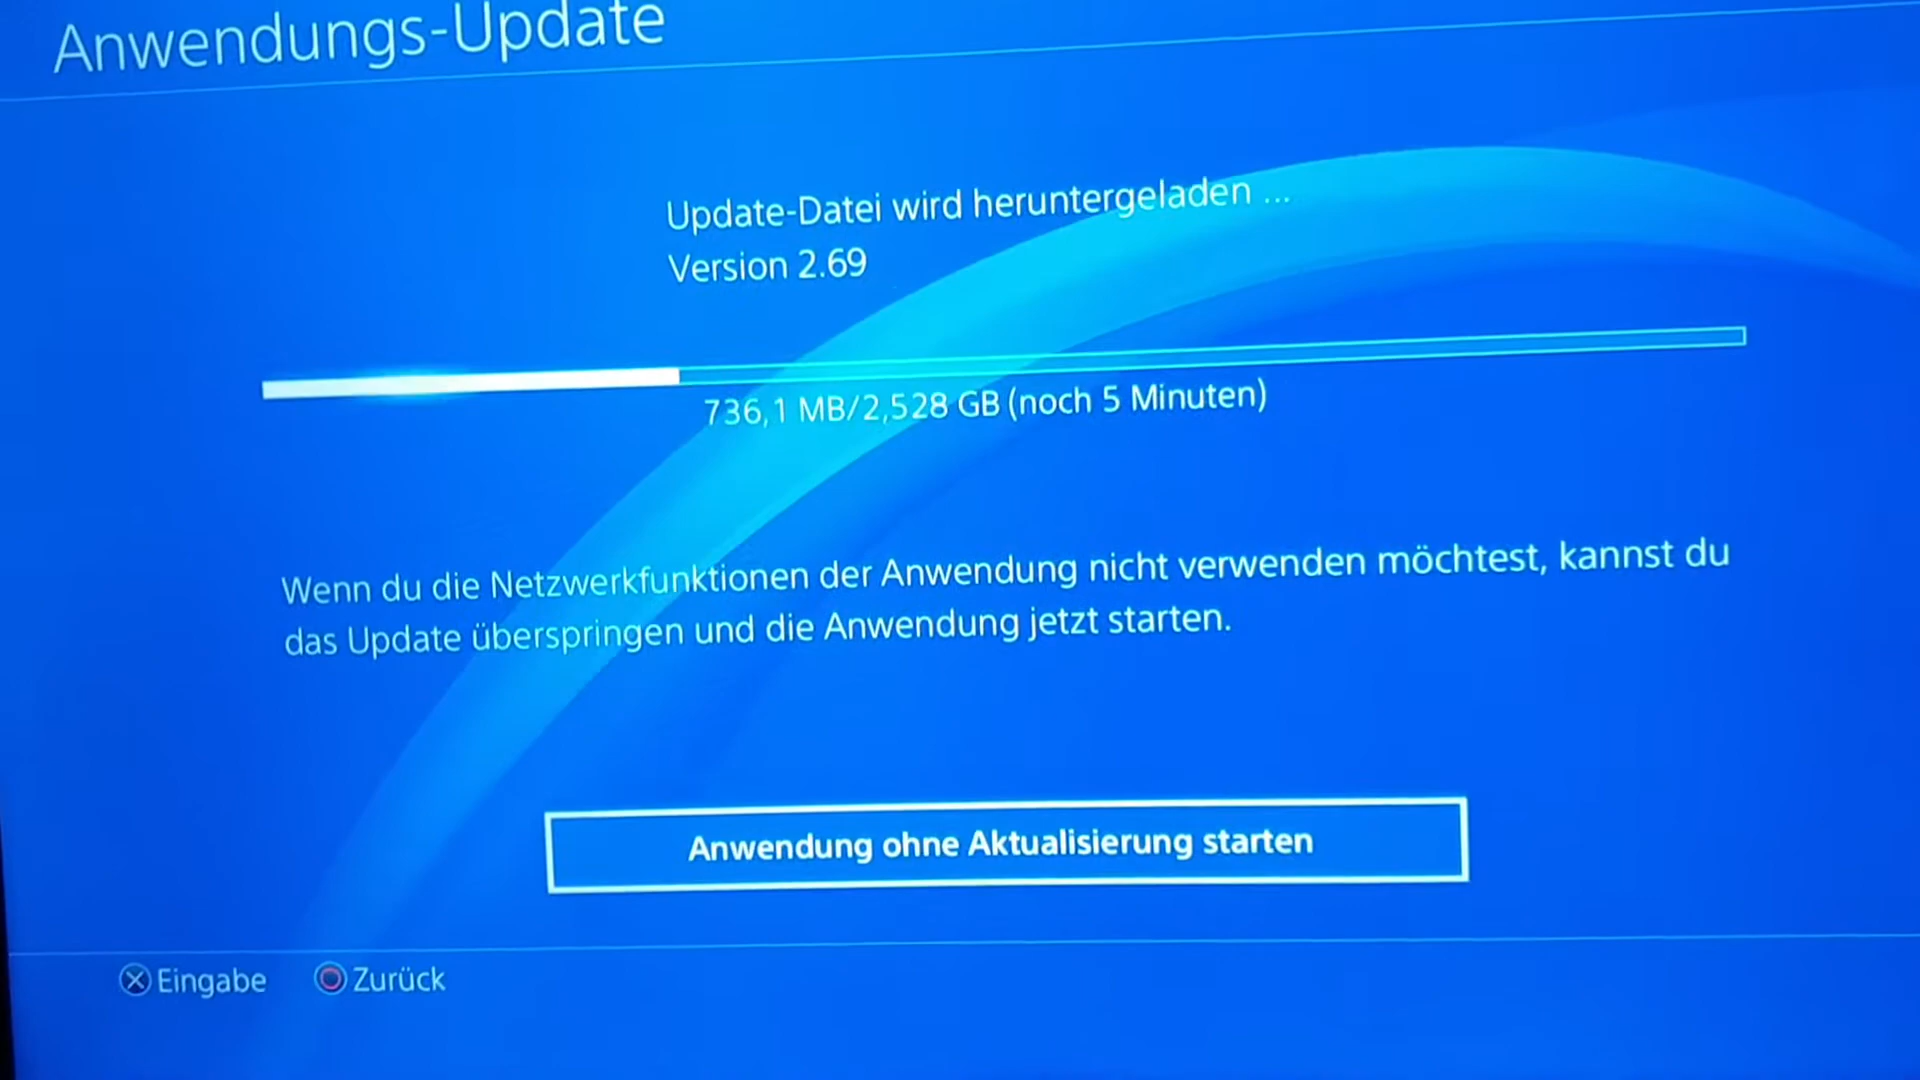 Anwendungs-Update
Update-Datei wird heruntergeladen ...
Version 2.69
736,1 MB/2,528 GB (noch 5 Minuten)
Wenn du die Netzwerkfunktionen der Anwendung nicht verwenden möchtest, kannst du
das Update überspringen und die Anwendung jetzt starten.
Anwendung ohne Aktualisierung starten
Eingabe Zurück